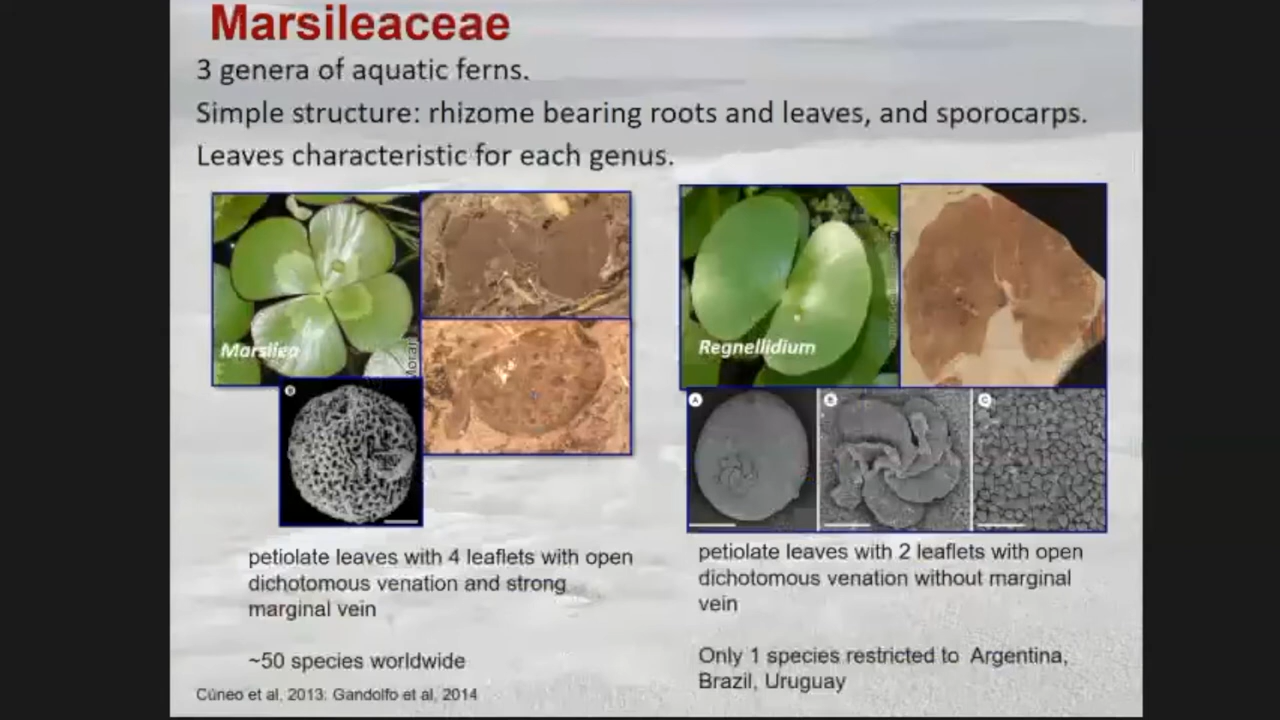 Marsileaceae
3 genera of aquatic ferns.
Simple structure: rhizome bearing roots and leaves, and sporocarps.
Leaves characteristic for each genus.
Marsilea
Moran
B
petiolate leaves with 4 leaflets with open
dichotomous venation and strong
marginal vein
~50 species worldwide
Cúneo et al, 2013. Gandolfo et al, 2014
Regnellidium
A
B
C
petiolate leaves with 2 leaflets with open
dichotomous venation without marginal
vein
Only 1 species restricted to Argentina,
Brazil, Uruguay